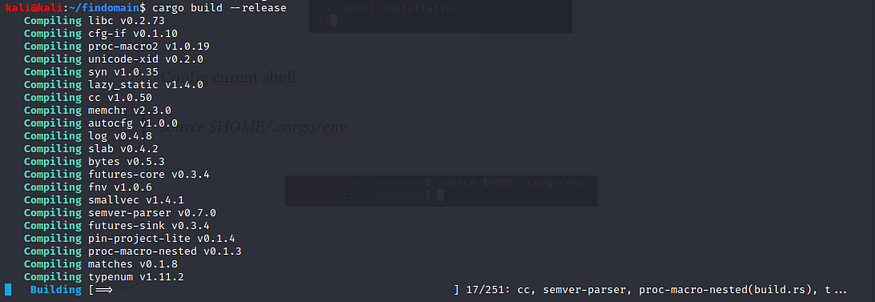 kali@kali:~/findomain$ cargo build --release
Compiling libc v0.2.73
Compiling cfg-if v0.1.10
Compiling proc-macro2 v1.0.19
Compiling unicode-xid v0.2.0
Compiling syn v1.0.35
Compiling lazy_static v1.4.0
Compiling cc v1.0.50
Compiling memchr v2.3.0
Compiling autocfg v1.0.0
Compiling log v0.4.8
Compiling slab v0.4.2
Compiling bytes v0.5.3
Compiling futures-core v0.3.4
Compiling fnv v1.0.6
Compiling smallvec v1.4.1
Compiling semver-parser v0.7.0
Compiling futures-sink v0.3.4
Compiling pin-project-lite v0.1.4
Compiling proc-macro-nested v0.1.3
Compiling matches v0.1.8
Compiling typenum v1.11.2
Building [==> ] 17/251: cc, semver-parser, proc-macro-nested(build.rs), t...
) Cancel installation
curent shell
source $HOME/.cargo/env
:~/findomain$ source $HOME/.cargo/env
:~/findomain$